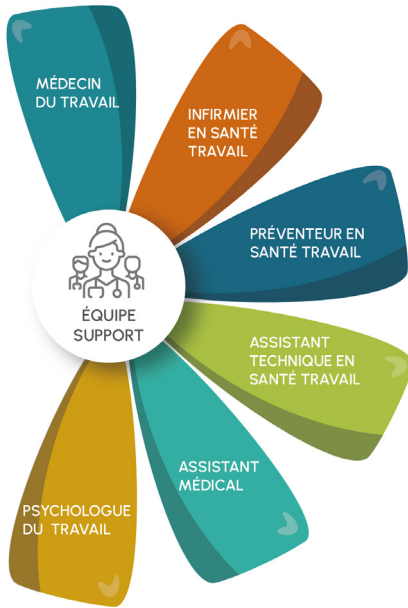 MÉDECIN
DU TRAVAIL
INFIRMIER
EN SANTÉ
TRAVAIL
PRÉVENTEUR EN
SANTÉ TRAVAIL
ÉQUIPE
SUPPORT
ASSISTANT
TECHNIQUE EN
SANTÉ TRAVAIL
ASSISTANT
MÉDICAL
PSYCHOLOGUE
DU TRAVAIL